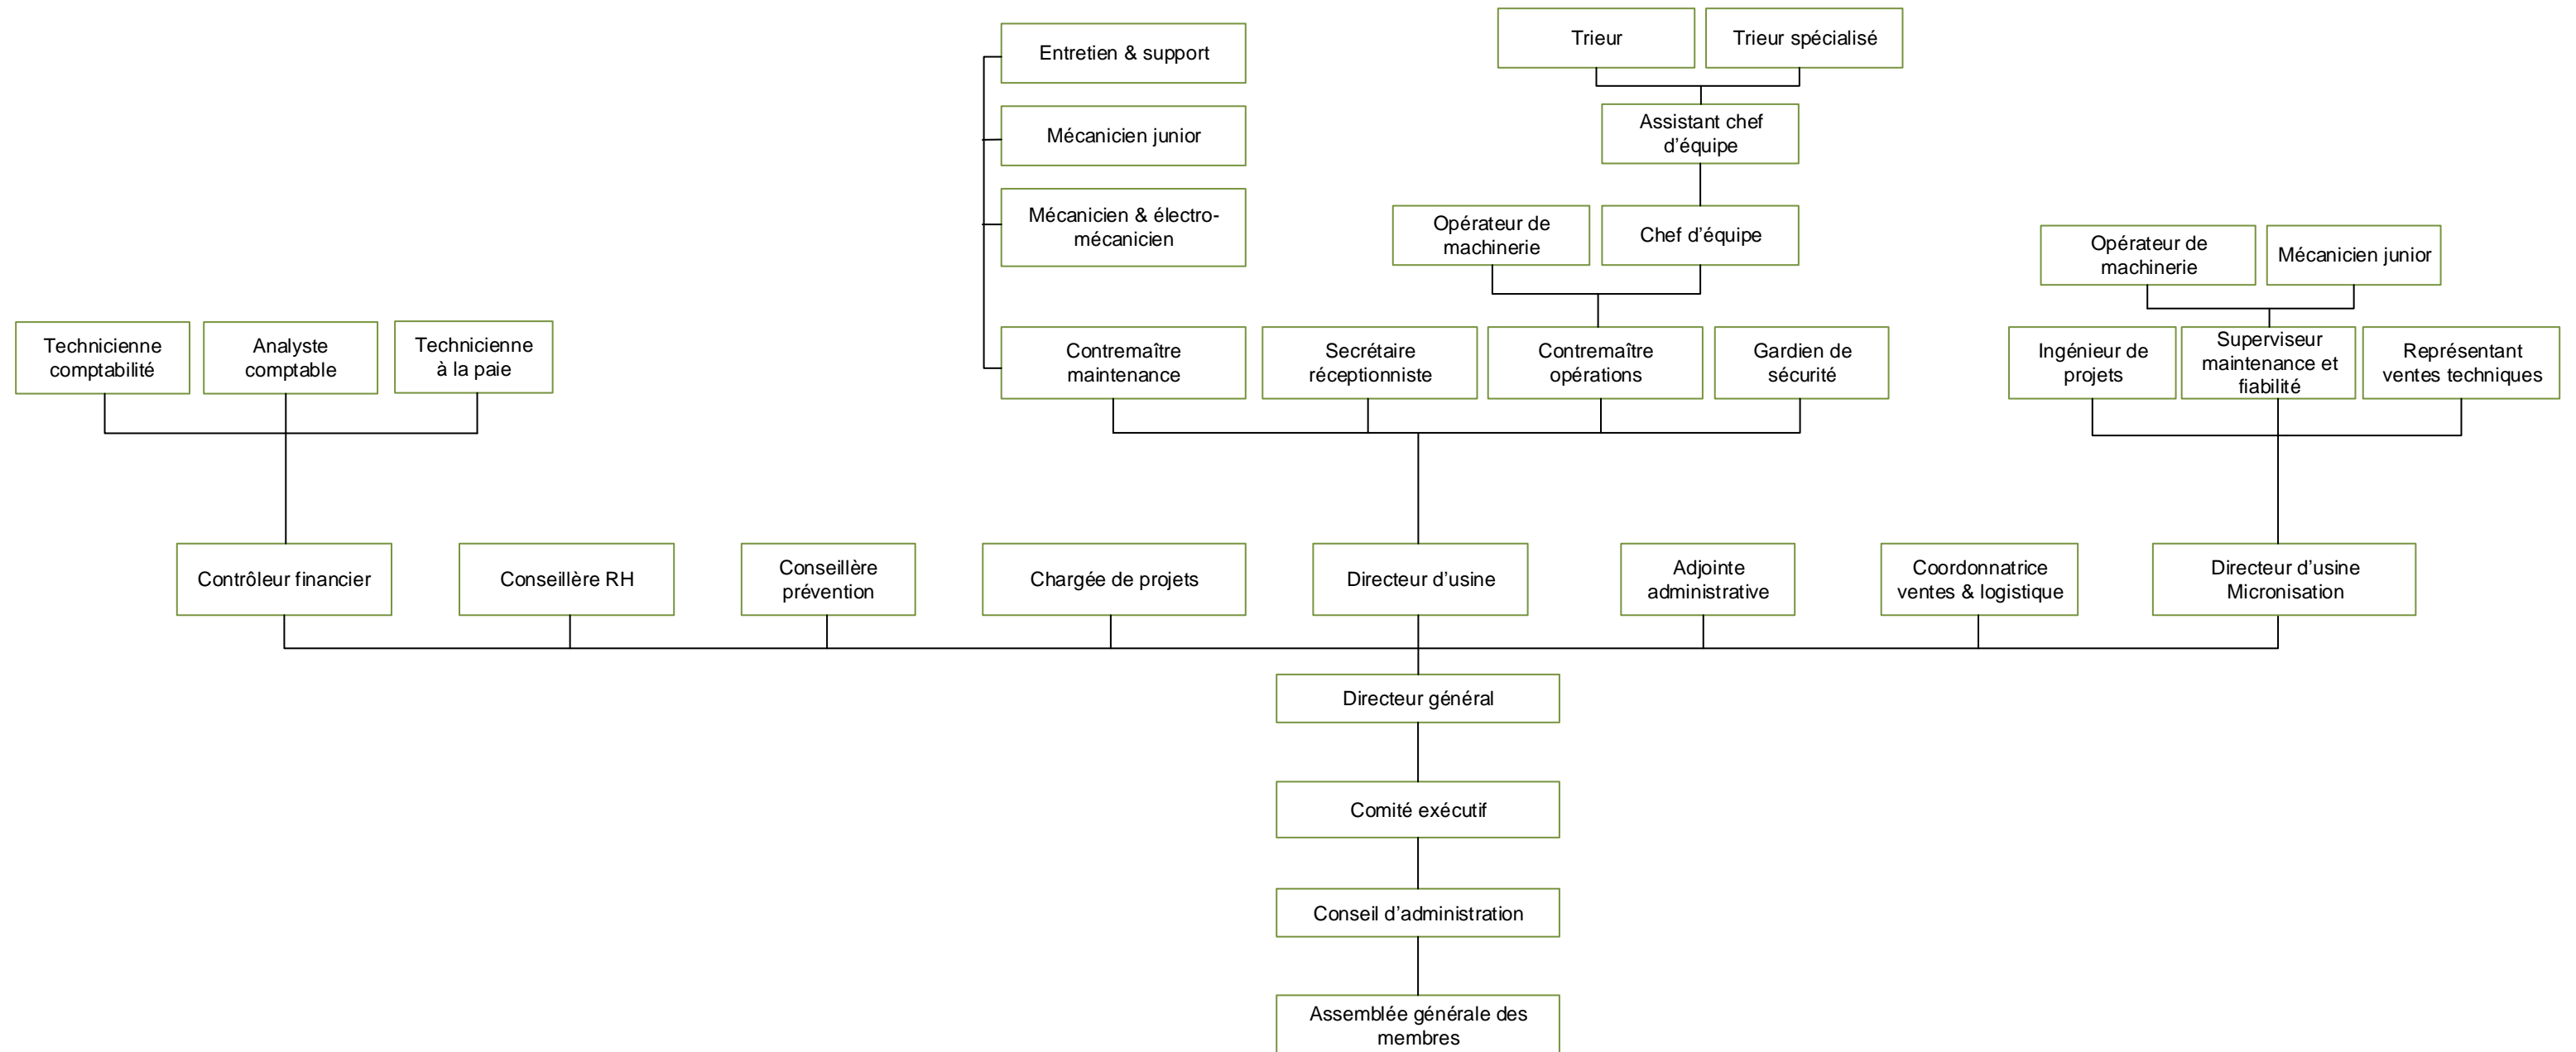 Trieur
Trieur spécialisé
Entretien & support
Assistant chef
d’équipe
Mécanicien junior
Mécanicien & électro-
mécanicien
Opérateur de
machinerie
Chef d’équipe
Opérateur de
machinerie
Mécanicien junior
Technicienne
comptabilité
Analyste
comptable
Technicienne
à la paie
Contremaître
maintenance
Secrétaire
réceptionniste
Contremaître
opérations
Gardien de
sécurité
Ingénieur de
projets
Superviseur
maintenance et
fiabilité
Représentant
ventes techniques
Contrôleur financier
Conseillère RH
Conseillère
prévention
Chargée de projets
Directeur d’usine
Adjointe
administrative
Coordonnatrice
ventes & logistique
Directeur d’usine
Micronisation
Directeur général
Comité exécutif
Conseil d’administration
Assemblée générale des
membres